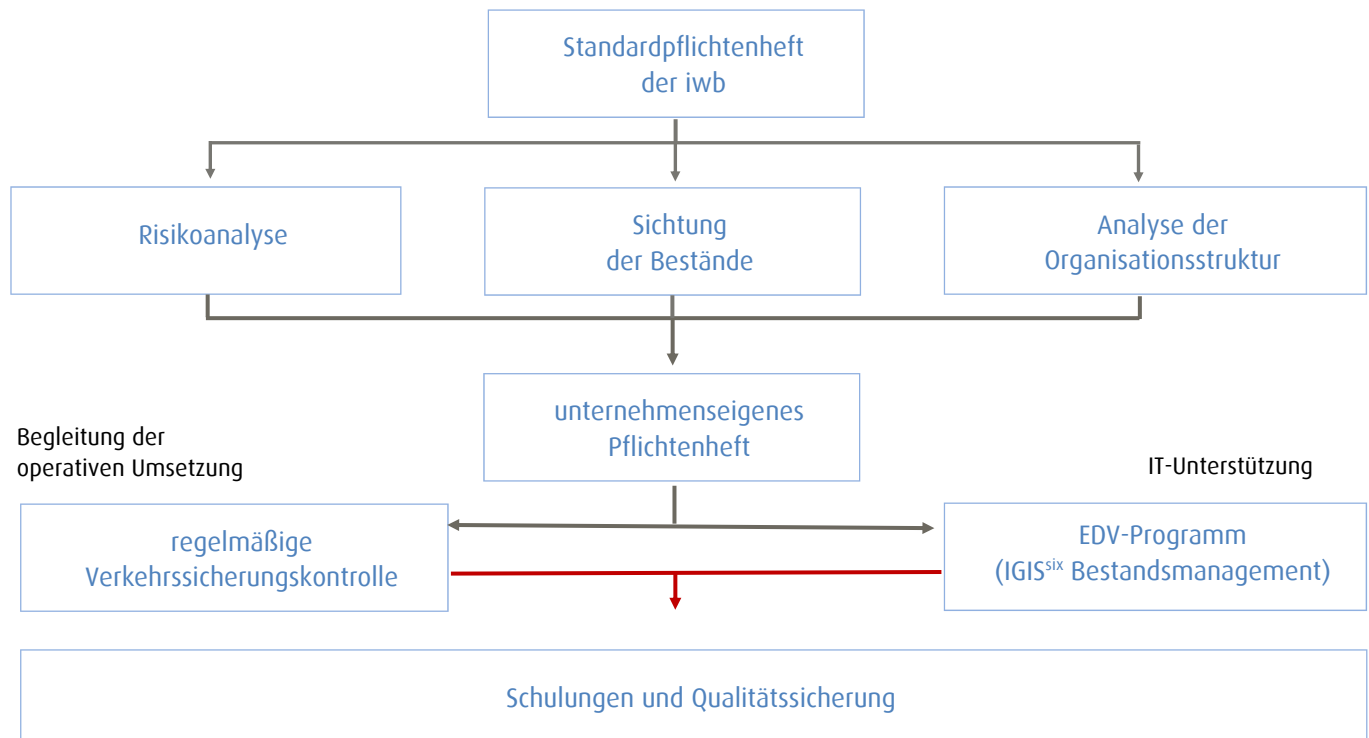 Standardpflichtenheft
der iwb
Risikoanalyse
Sichtung
der Bestände
Analyse der
Organisationsstruktur
unternehmenseigenes
Pflichtenheft
Begleitung der
operativen Umsetzung
IT-Unterstützung
regelmäßige
Verkehrssicherungskontrolle
EDV-Programm
(IGISsix Bestandsmanagement)
Schulungen und Qualitätssicherung